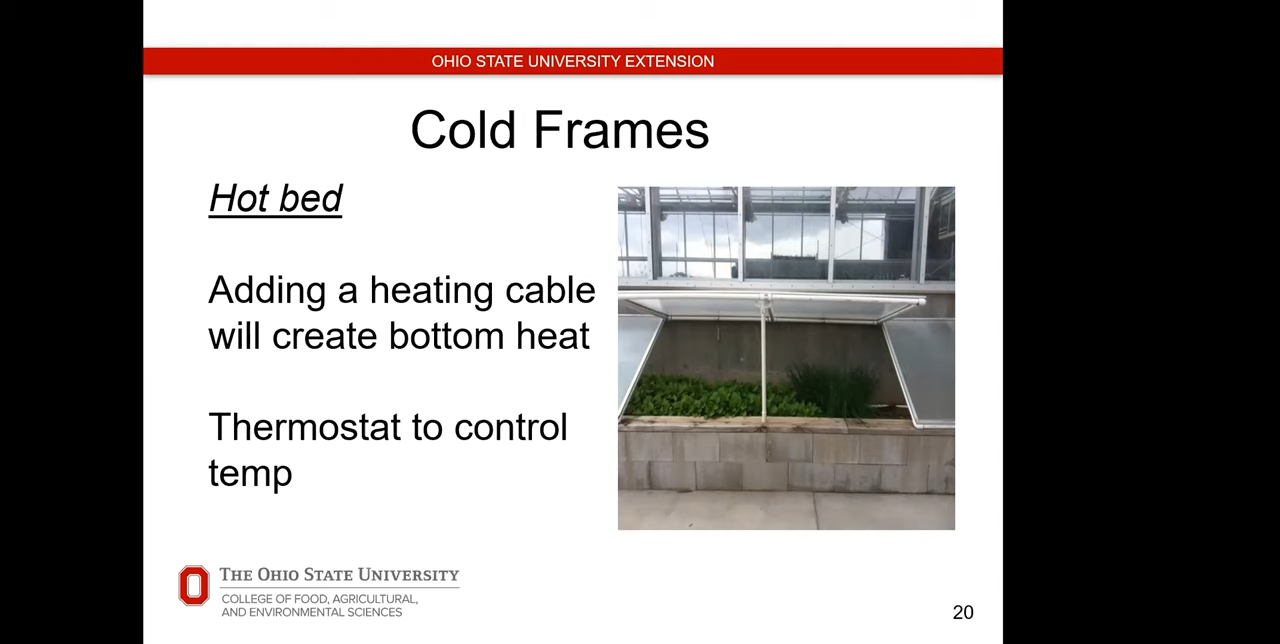 OHIO STATE UNIVERSITY EXTENSION
Cold Frames
Hot bed
Adding a heating cable
will create bottom heat
Thermostat to control
temp
THE OHIO STATE UNIVERSITY
COLLEGE OF FOOD, AGRICULTURAL,
AND ENVIRONMENTAL SCIENCES
20